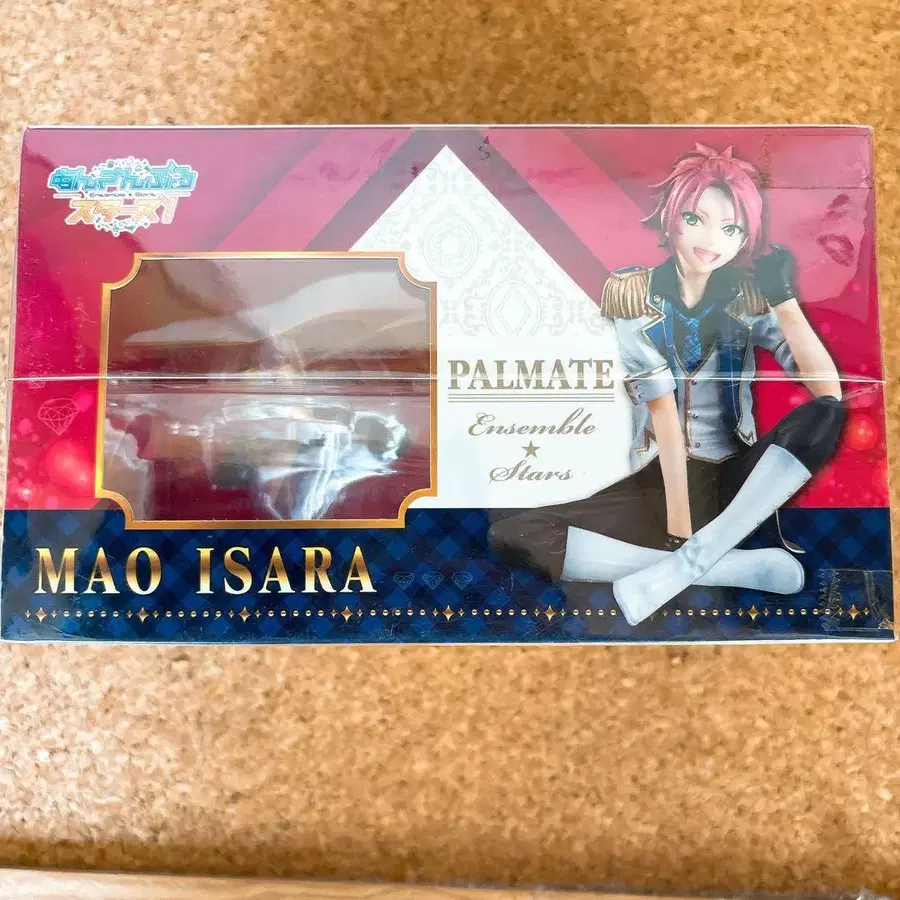 あんさんぶる
Ensemble ★ Stars
スターズ!
PALMATE
Ensemble
★
Stars
MAO ISARA